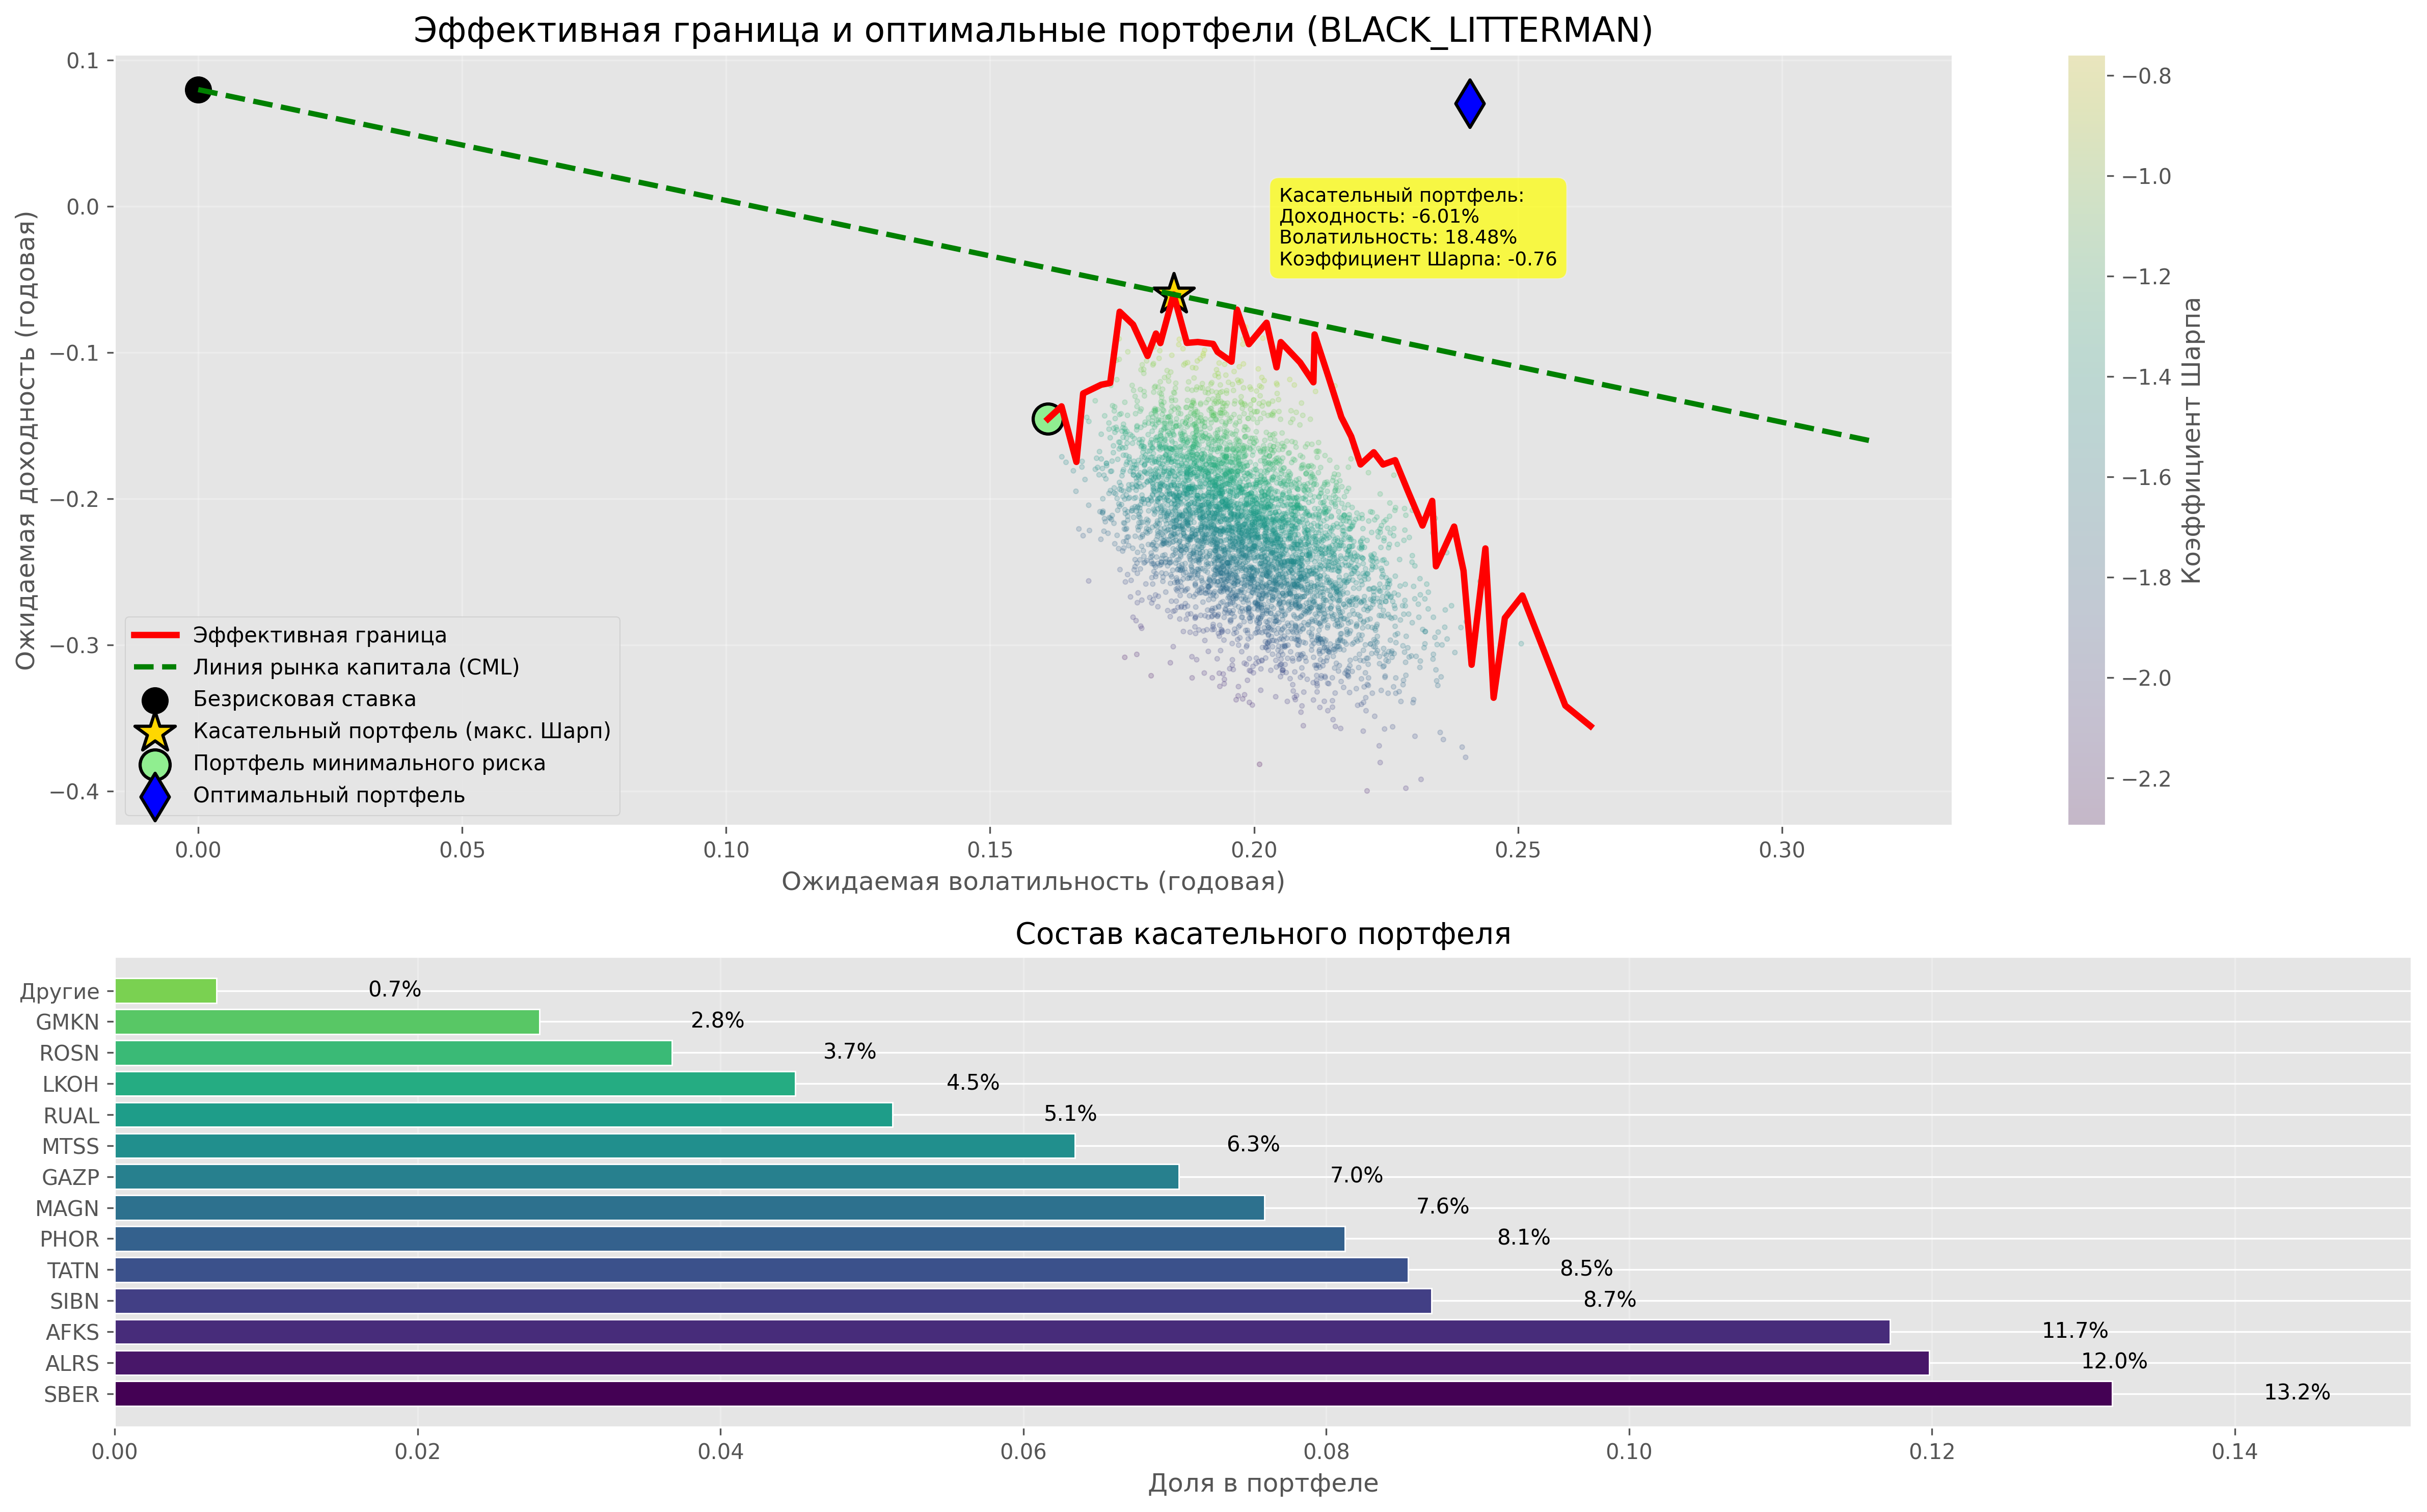 Эффективная граница и оптимальные портфели (BLACK_LITTERMAN)
Ожидаемая доходность (годовая)
0.1
0.0
−0.1
−0.2
−0.3
−0.4
Касательный портфель:
Доходность: -6.01%
Волатильность: 18.48%
Коэффициент Шарпа: -0.76
Эффективная граница
Линия рынка капитала (CML)
Безрисковая ставка
Касательный портфель (макс. Шарп)
Портфель минимального риска
Оптимальный портфель
0.00 0.05 0.10 0.15 0.20 0.25 0.30
Ожидаемая волатильность (годовая)
−0.8
−1.0
−1.2
−1.4
−1.6
−1.8
−2.0
−2.2
Коэффициент Шарпа
Состав касательного портфеля
Другие 0.7%
GMKN 2.8%
ROSN 3.7%
LKOH 4.5%
RUAL 5.1%
MTSS 6.3%
GAZP 7.0%
MAGN 7.6%
PHOR 8.1%
TATN 8.5%
SIBN 8.7%
AFKS 11.7%
ALRS 12.0%
SBER 13.2%
0.00 0.02 0.04 0.06 0.08 0.10 0.12 0.14
Доля в портфеле